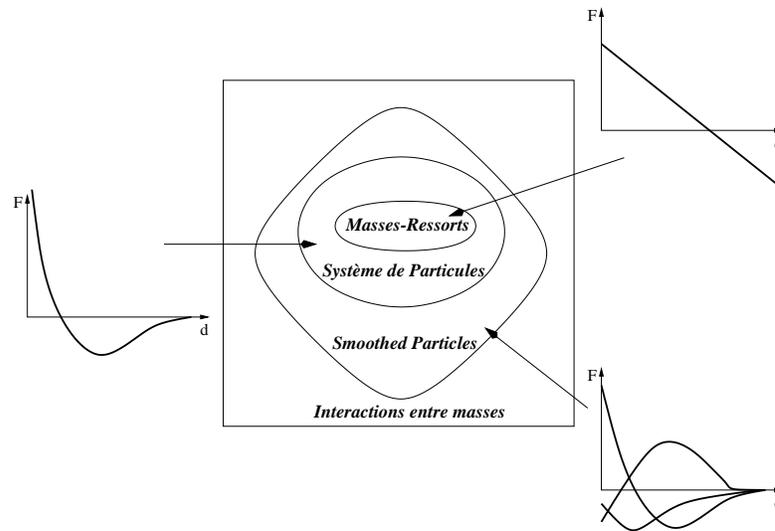 F
Masses-Ressorts
F
Système de Particules
d
Smoothed Particles
F
Interactions entre masses